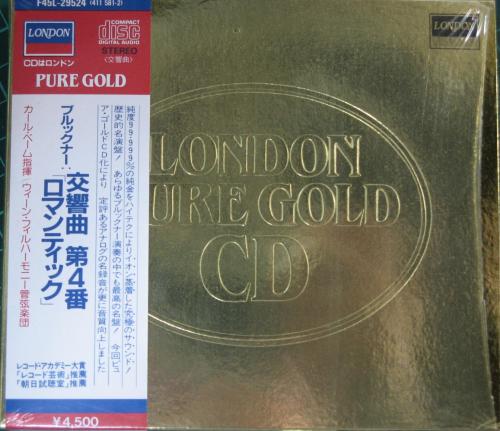 F45L-29524 (411 581-2)
LONDON
COMPACT
disc
DIGITAL AUDIO
STEREO
〈交響曲〉
CDはロンドン
PURE GOLD
純度99.9999%の純金をハイテクによりイオン蒸着した究極のサウンド!
歴史的名演盤! あらゆるブルックナー演奏の中でも最高の名盤! 今回ピュ
ア・ゴールドCD化により 定評あるアナログの名録音が更に音質向上しました
ブルックナー:
交響曲 第4番
「ロマンティック」
カール・ベーム指揮 ウィーン・フィルハーモニー管弦楽団
レコード・アカデミー大賞
「レコード芸術」推薦
「朝日試聴室」推薦
¥4,500
LONDON
LONDON
PURE GOLD
CD